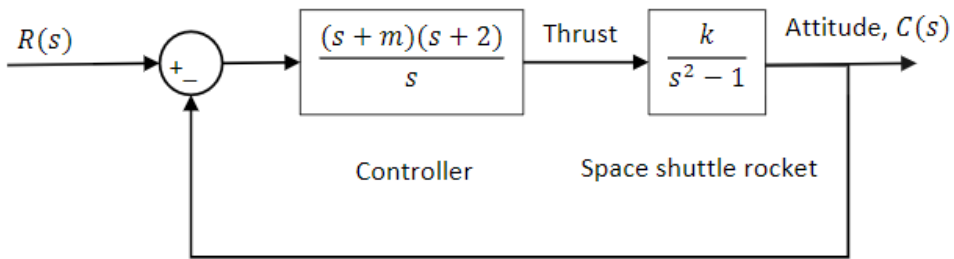 R(s)
+
−
(s + m)(s + 2)
s
Controller
Thrust
k
s² − 1
Space shuttle rocket
Attitude, C(s)